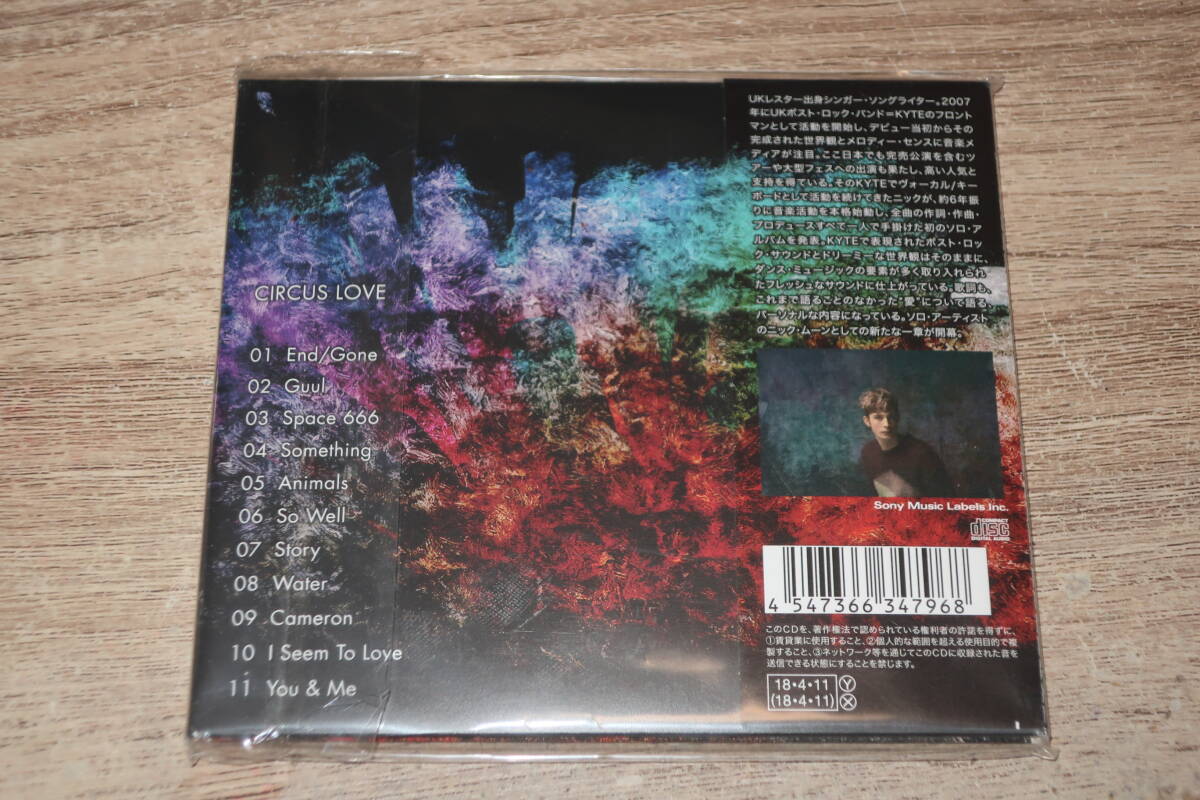 CIRCUS LOVE
01 End/Gone
02 Guul
03 Space 666
04 Something
05 Animals
06 So Well
07 Story
08 Water
09 Cameron
10 I Seem To Love
11 You & Me
UKレスター出身シンガー・ソングライター。2007
年にUKポスト・ロック・バンド=KYTEのフロント
マンとして活動を開始し、デビュー当初からその
完成された世界観とメロディー・センスに音楽メ
ディアが注目。ここ日本でも完売公演を含むツ
アーや大型フェスへの出演も果たし、高い人気と
支持を得ている。そのKYTEでヴォーカル/キー
ボードとして活動を続けてきたニックが、約6年振
りに音楽活動を本格始動し、全曲の作詞・作曲・
プロデュースすべて一人で手掛けた初のソロ・ア
ルバムを発表。KYTEで表現されたポスト・ロッ
ク・サウンドとドリーミーな世界観はそのままに、
ダンス・ミュージックの要素が多く取り入れられ
たフレッシュなサウンドに仕上がっている。歌詞も、
これまで語ることのなかった"愛"について語る、
パーソナルな内容になっている。ソロ・アーティスト
のニック・ムーンとしての新たな一章が開幕。
Sony Music Labels Inc.
COMPACT
disc
DIGITAL AUDIO
4 547366 347968
このCDを、著作権法で認められている権利者の許諾を得ずに、
①賃貸業に使用すること、②個人的な範囲を超える使用目的で複
製すること、③ネットワーク等を通じてこのCDに収録された音を
送信できる状態にすることを禁じます。
18・4・11 Ⓨ
(18・4・11) Ⓧ